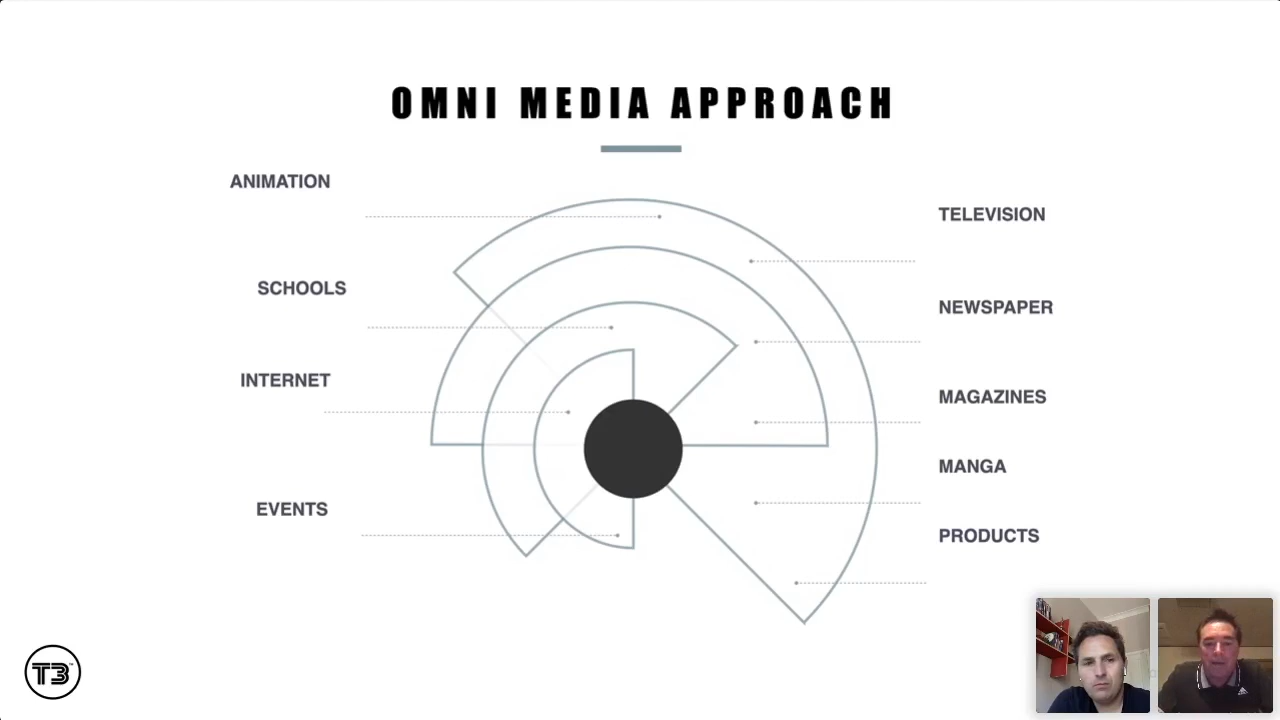 OMNI MEDIA APPROACH
ANIMATION
TELEVISION
SCHOOLS
NEWSPAPER
INTERNET
MAGAZINES
MANGA
EVENTS
PRODUCTS
T3